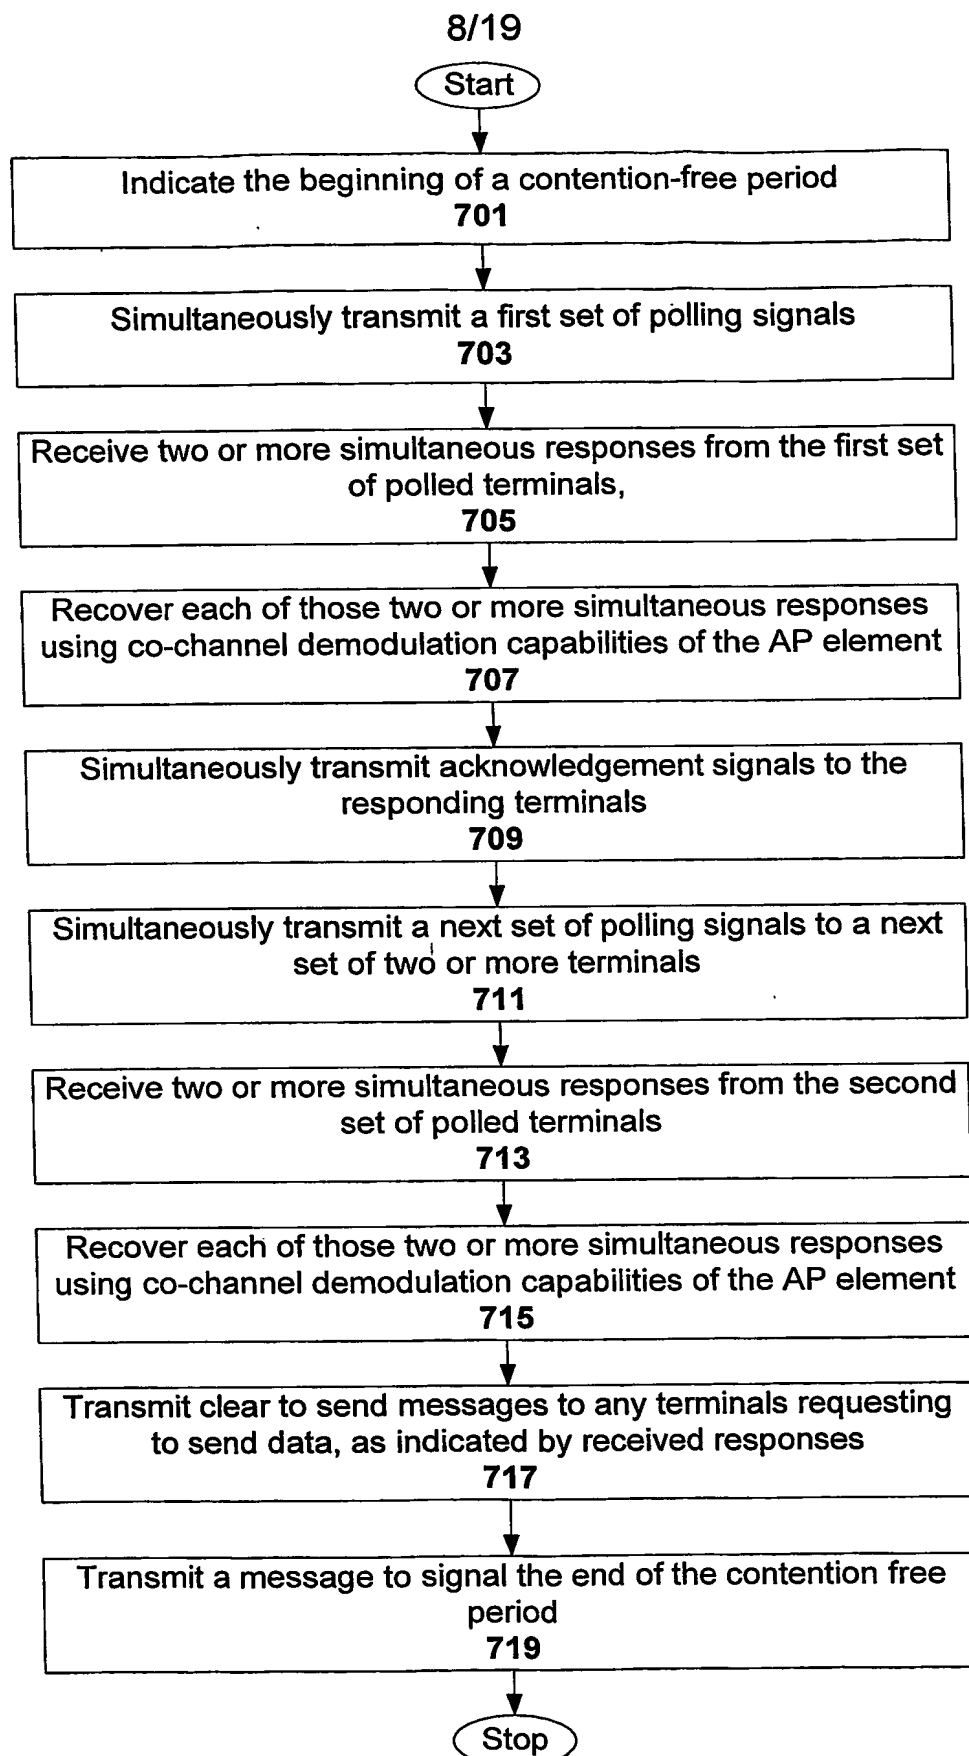 8/19
Start
Indicate the beginning of a contention-free period
701
Simultaneously transmit a first set of polling signals
703
Receive two or more simultaneous responses from the first set
of polled terminals,
705
Recover each of those two or more simultaneous responses
using co-channel demodulation capabilities of the AP element
707
Simultaneously transmit acknowledgement signals to the
responding terminals
709
Simultaneously transmit a next set of polling signals to a next
set of two or more terminals
711
Receive two or more simultaneous responses from the second
set of polled terminals
713
Recover each of those two or more simultaneous responses
using co-channel demodulation capabilities of the AP element
715
Transmit clear to send messages to any terminals requesting
to send data, as indicated by received responses
717
Transmit a message to signal the end of the contention free
period
719
Stop